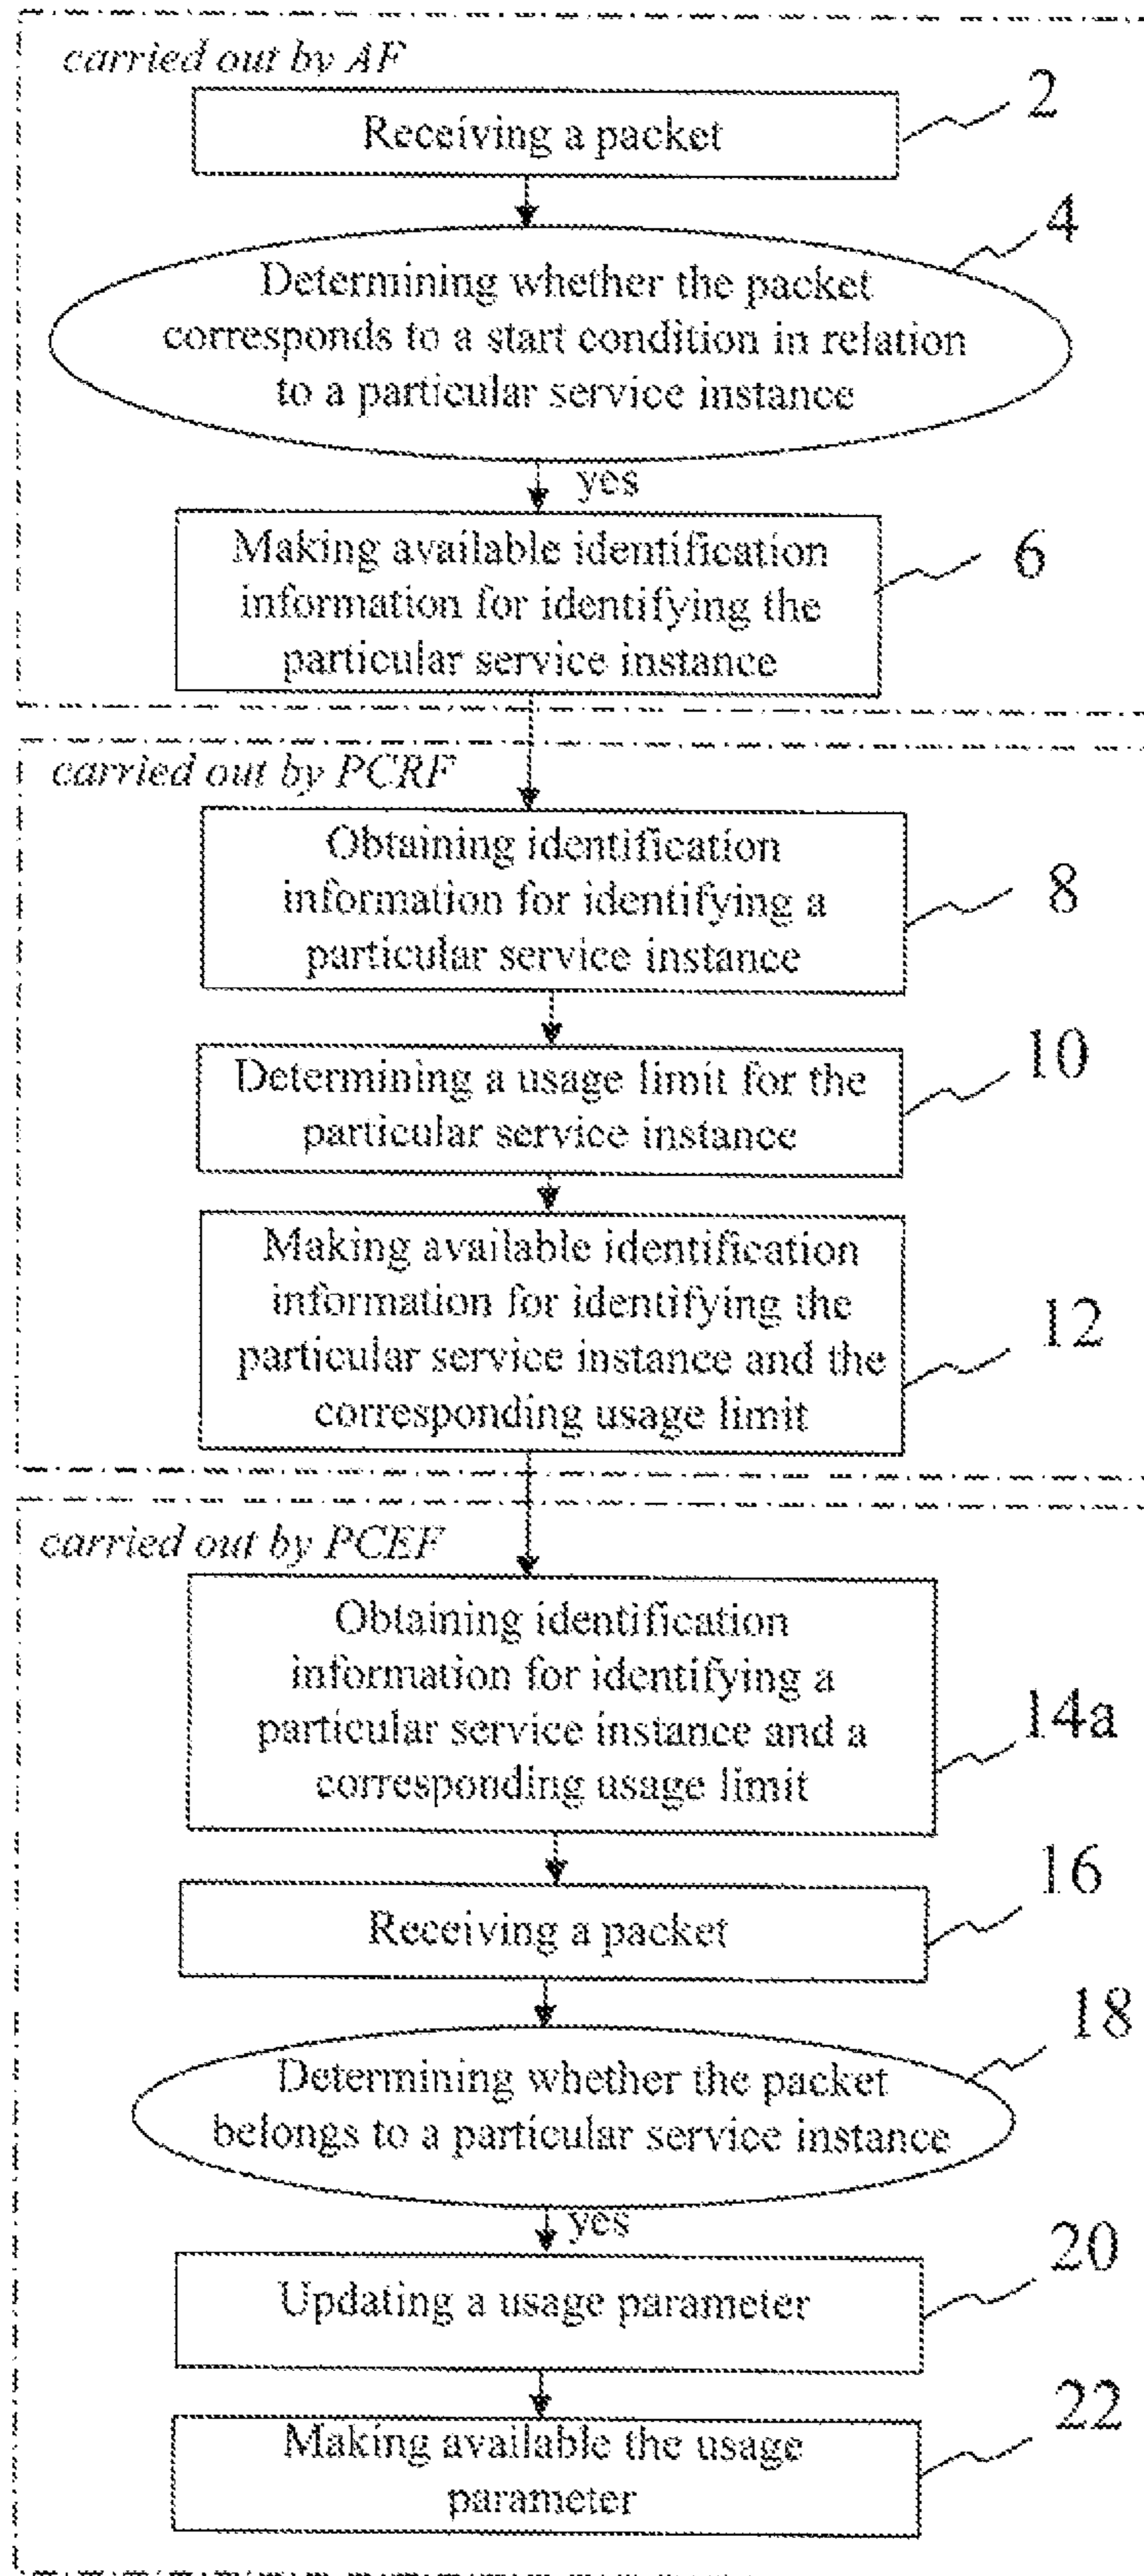 carried out by AF
Receiving a packet
2
4
Determining whether the packet
corresponds to a start condition in relation
to a particular service instance
yes
Making available identification
information for identifying the
particular service instance
6
carried out by PCRF
Obtaining identification
information for identifying a
particular service instance
8
Determining a usage limit for the
particular service instance
10
Making available identification
information for identifying the
particular service instance and the
corresponding usage limit
12
carried out by PCEF
Obtaining identification
information for identifying a
particular service instance and a
corresponding usage limit
14a
Receiving a packet
16
Determining whether the packet
belongs to a particular service instance
18
yes
Updating a usage parameter
20
Making available the usage
parameter
22